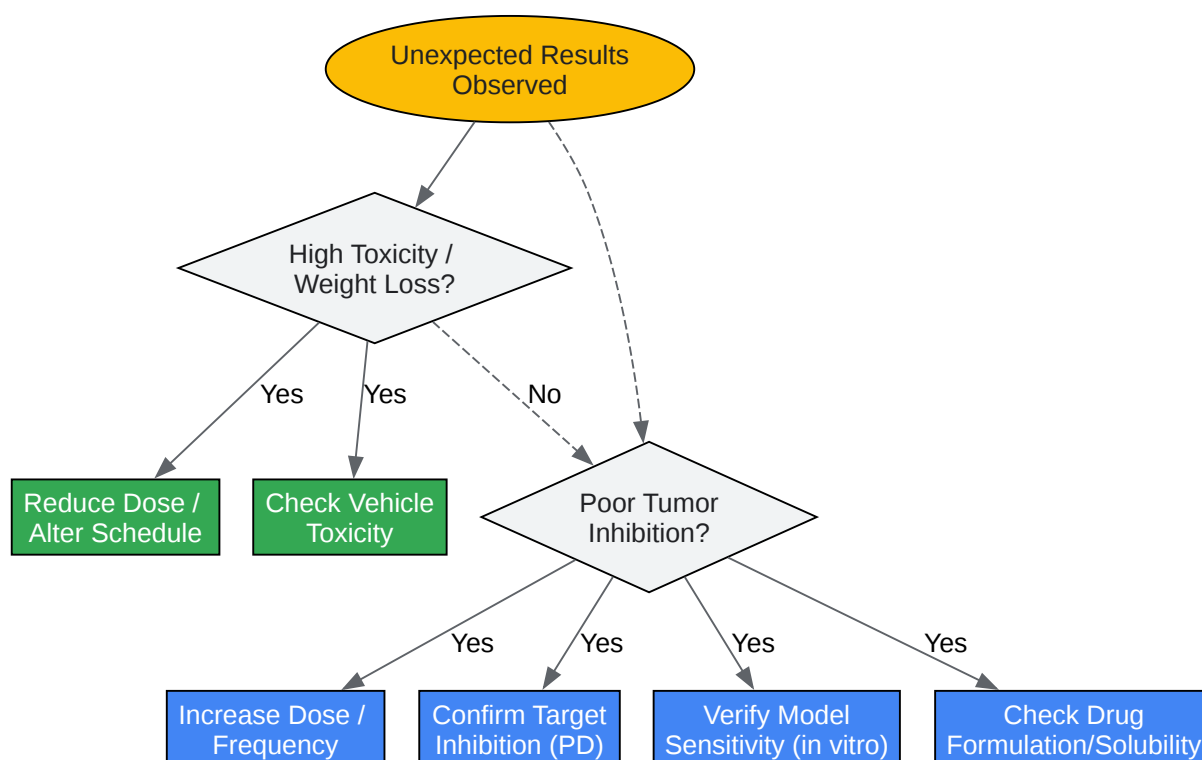 Unexpected Results
Observed
High Toxicity /
Weight Loss?
Yes
Yes
No
Reduce Dose /
Alter Schedule
Check Vehicle
Toxicity
Poor Tumor
Inhibition?
Yes
Yes
Yes
Yes
Increase Dose /
Frequency
Confirm Target
Inhibition (PD)
Verify Model
Sensitivity (in vitro)
Check Drug
Formulation/Solubility